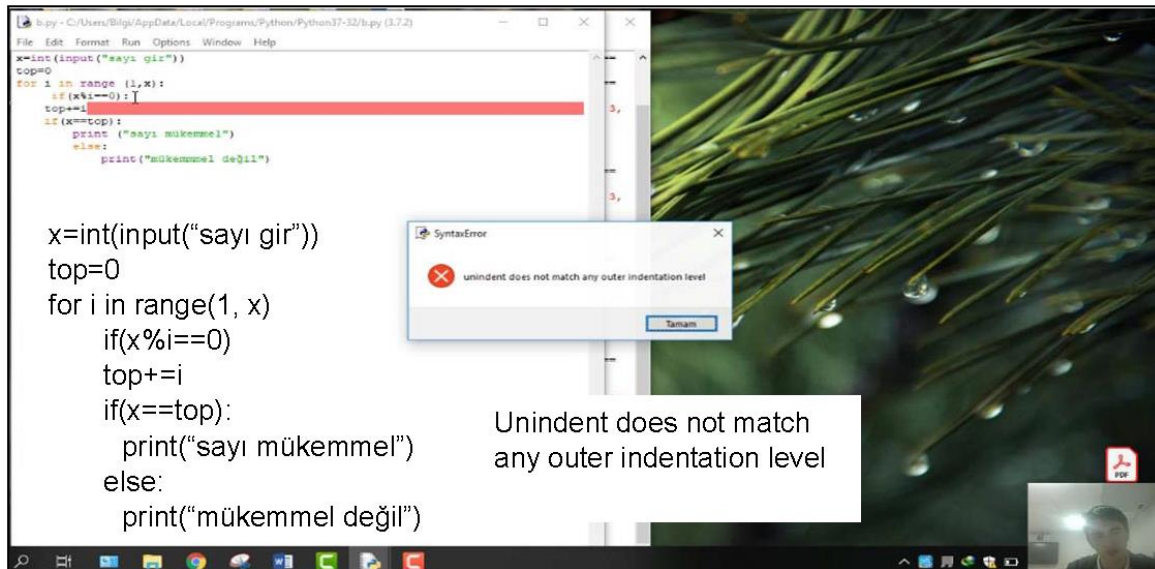 b.py - C:/Users/Bilgi/AppData/Local/Programs/Python/Python37-32/b.py (3.7.2)
File Edit Format Run Options Window Help
x=int(input("sayı gir"))
top=0
for i in range (1,x):
if(x%i==0):
top+=i
if(x==top):
print ("sayı mükemmel")
else:
print("mükemmel değil")
==
==
3,
==
3,
==
x=int(input(“sayı gir”))
top=0
for i in range(1, x)
if(x%i==0)
top+=i
if(x==top):
print(“sayı mükemmel”)
else:
print(“mükemmel değil”)
SyntaxError
unindent does not match any outer indentation level
Tamam
Unindent does not match
any outer indentation level
PDF